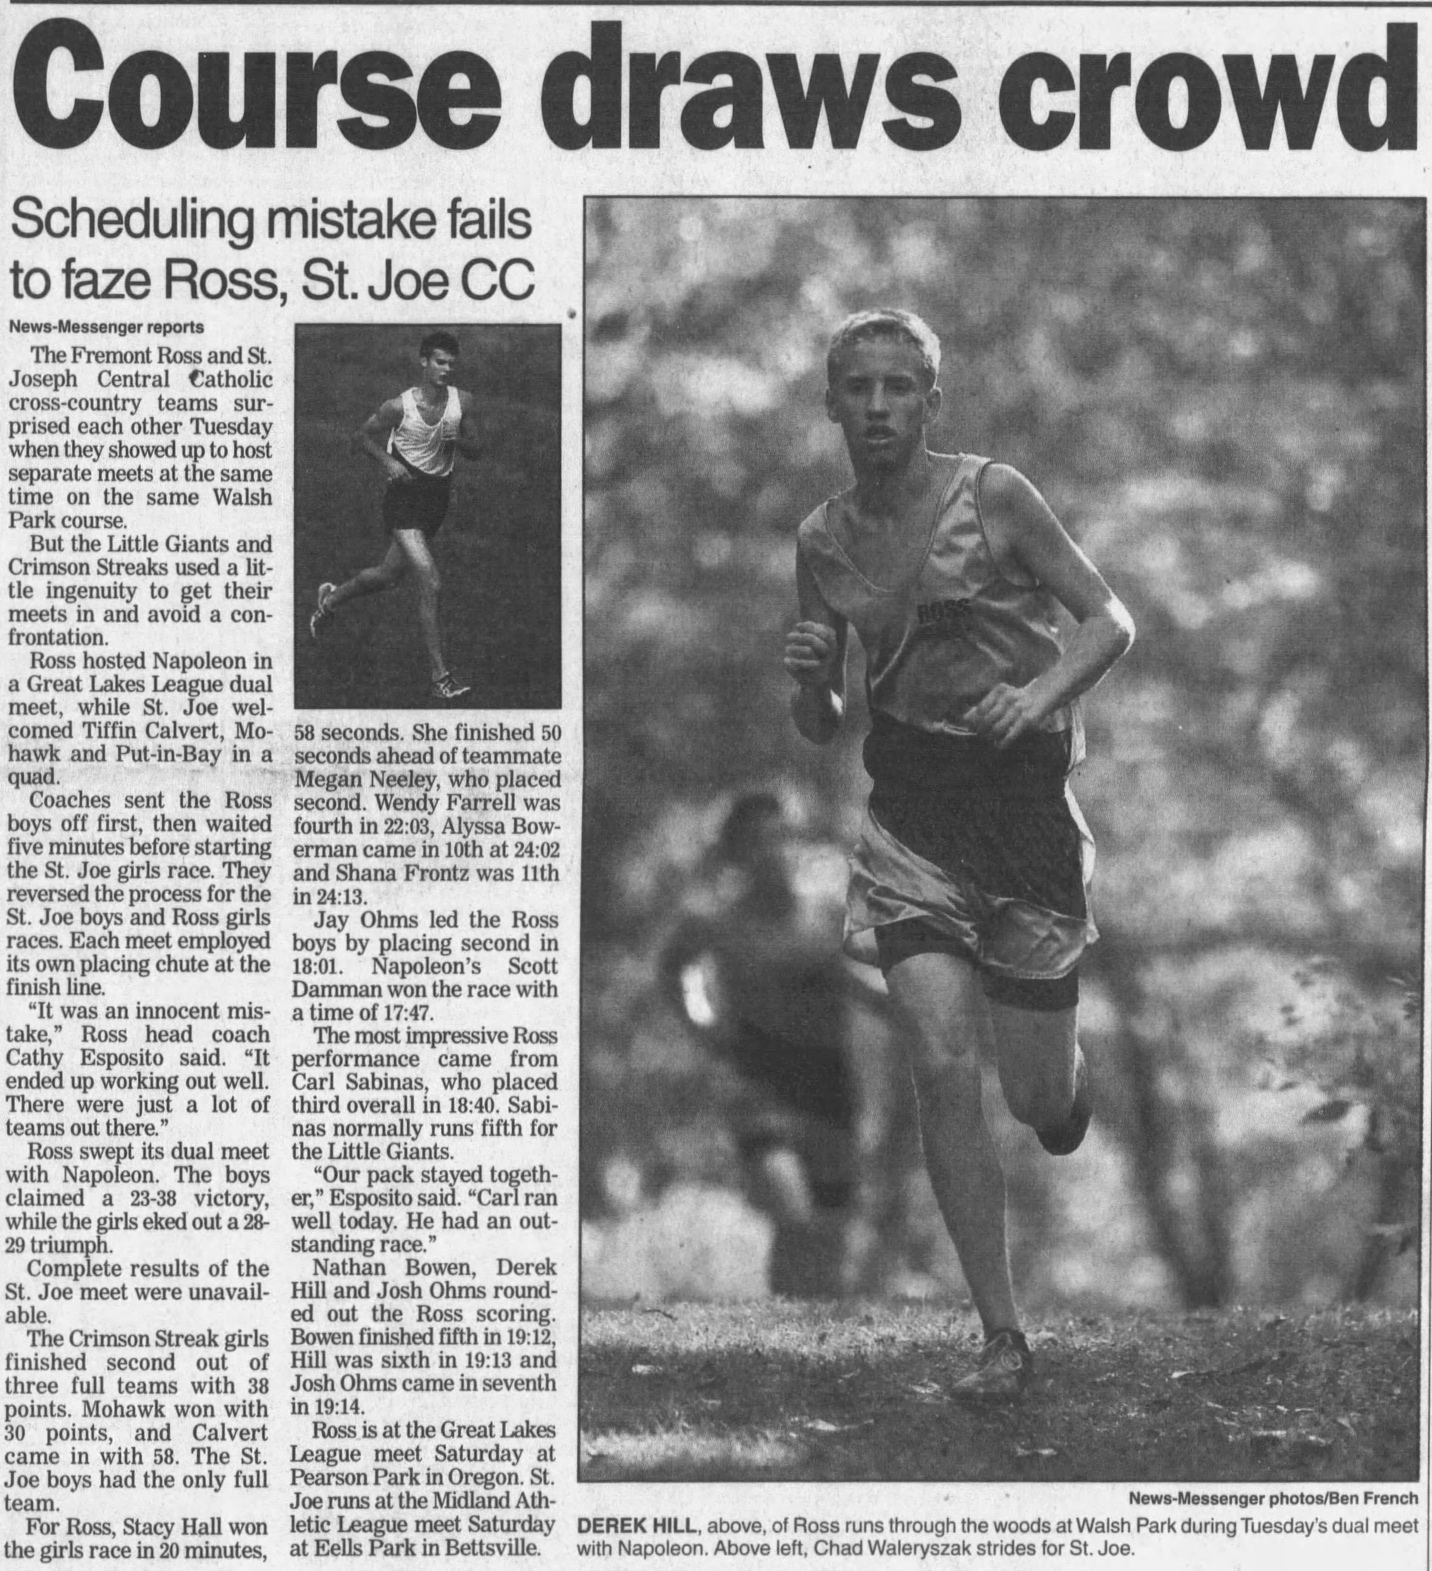 Course draws crowd
Scheduling mistake fails
to faze Ross, St. Joe CC
News-Messenger reports
The Fremont Ross and St.
Joseph Central Catholic
cross-country teams sur-
prised each other Tuesday
when they showed up to host
separate meets at the same
time on the same Walsh
Park course.
But the Little Giants and
Crimson Streaks used a lit-
tle ingenuity to get their
meets in and avoid a con-
frontation.
Ross hosted Napoleon in
a Great Lakes League dual
meet, while St. Joe wel-
comed Tiffin Calvert, Mo-
hawk and Put-in-Bay in a
quad.
Coaches sent the Ross
boys off first, then waited
five minutes before starting
the St. Joe girls race. They
reversed the process for the
St. Joe boys and Ross girls
races. Each meet employed
its own placing chute at the
finish line.
“It was an innocent mis-
take,” Ross head coach
Cathy Esposito said. “It
ended up working out well.
There were just a lot of
teams out there.”
Ross swept its dual meet
with Napoleon. The boys
claimed a 23-38 victory,
while the girls eked out a 28-
29 triumph.
Complete results of the
St. Joe meet were unavail-
able.
The Crimson Streak girls
finished second out of
three full teams with 38
points. Mohawk won with
30 points, and Calvert
came in with 58. The St.
Joe boys had the only full
team.
For Ross, Stacy Hall won
the girls race in 20 minutes,
58 seconds. She finished 50
seconds ahead of teammate
Megan Neeley, who placed
second. Wendy Farrell was
fourth in 22:03, Alyssa Bow-
erman came in 10th at 24:02
and Shana Frontz was 11th
in 24:13.
Jay Ohms led the Ross
boys by placing second in
18:01. Napoleon's Scott
Damman won the race with
a time of 17:47.
The most impressive Ross
performance came from
Carl Sabinas, who placed
third overall in 18:40. Sabi-
nas normally runs fifth for
the Little Giants.
“Our pack stayed togeth-
er,” Esposito said. “Carl ran
well today. He had an out-
standing race.”
Nathan Bowen, Derek
Hill and Josh Ohms round-
ed out the Ross scoring.
Bowen finished fifth in 19:12,
Hill was sixth in 19:13 and
Josh Ohms came in seventh
in 19:14.
Ross is at the Great Lakes
League meet Saturday at
Pearson Park in Oregon. St.
Joe runs at the Midland Ath-
letic League meet Saturday
at Eells Park in Bettsville.
ROSS
News-Messenger photos/Ben French
DEREK HILL, above, of Ross runs through the woods at Walsh Park during Tuesday's dual meet
with Napoleon. Above left, Chad Waleryszak strides for St. Joe.